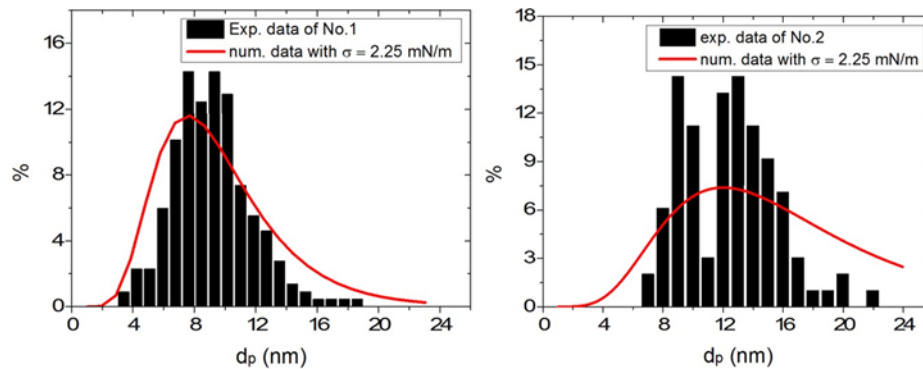 16
12
8
4
0
%
Exp. data of No.1
num. data with σ = 2.25 mN/m
0 4 8 12 16 20 24
dp (nm)
18
15
12
9
6
3
0
%
exp. data of No.2
num. data with σ = 2.25 mN/m
0 4 8 12 16 20 24
dp (nm)